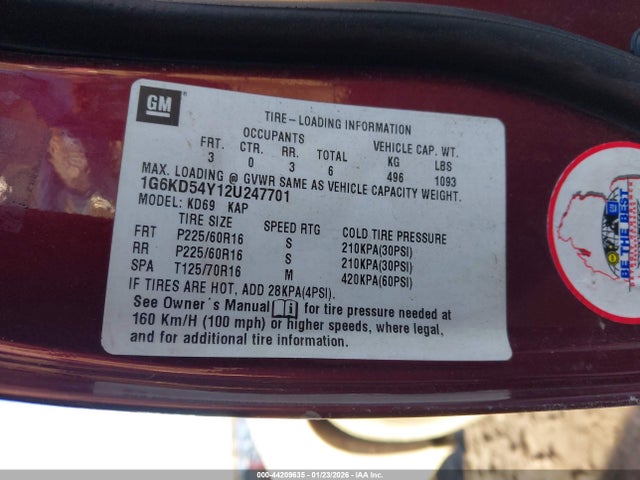 GM
TIRE-LOADING INFORMATION
OCCUPANTS VEHICLE CAP. WT.
FRT. CTR. RR. TOTAL KG LBS
3 0 3 6 496 1093
MAX. LOADING @ GVWR SAME AS VEHICLE CAPACITY WEIGHT.
1G6KD54Y12U247701
MODEL: KD69 KAP
TIRE SIZE SPEED RTG COLD TIRE PRESSURE
FRT P225/60R16 S 210KPA(30PSI)
RR P225/60R16 S 210KPA(30PSI)
SPA T125/70R16 M 420KPA(60PSI)
IF TIRES ARE HOT, ADD 28KPA(4PSI).
See Owner's Manual for tire pressure needed at
160 Km/H (100 mph) or higher speeds, where legal,
and for additional tire information.
GM
BE THE BEST
000-44209635 - 01/23/2026 - IAAI.COM